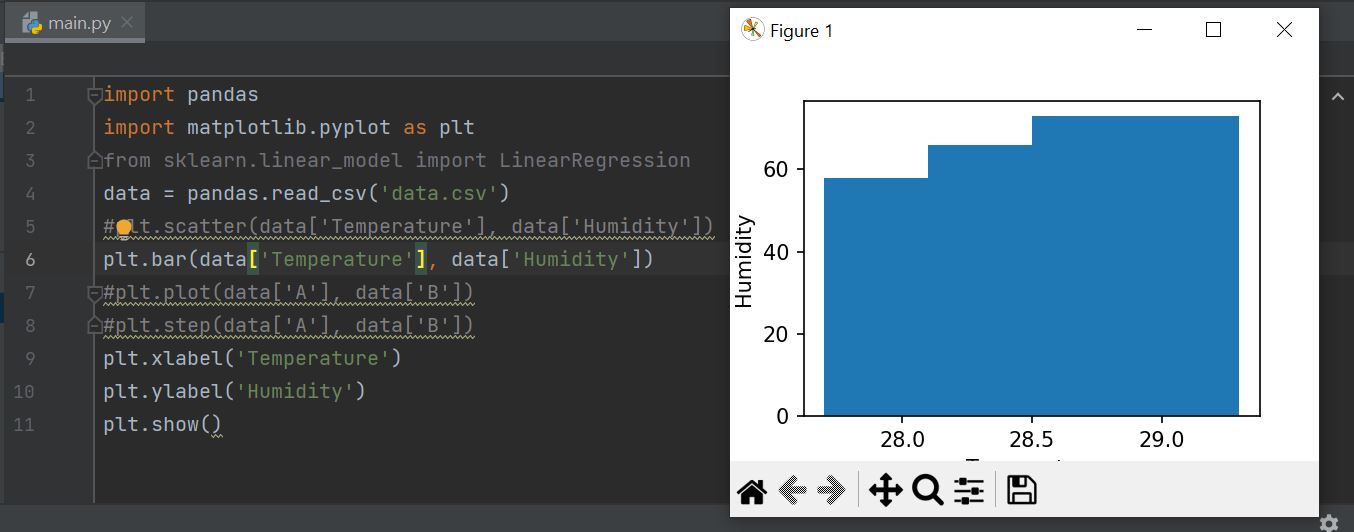 main.py
1 import pandas
2 import matplotlib.pyplot as plt
3 from sklearn.linear_model import LinearRegression
4 data = pandas.read_csv('data.csv')
5 #plt.scatter(data['Temperature'], data['Humidity'])
6 plt.bar(data['Temperature'], data['Humidity'])
7 #plt.plot(data['A'], data['B'])
8 #plt.step(data['A'], data['B'])
9 plt.xlabel('Temperature')
10 plt.ylabel('Humidity')
11 plt.show()
Figure 1
Humidity
60
40
20
0
28.0 28.5 29.0